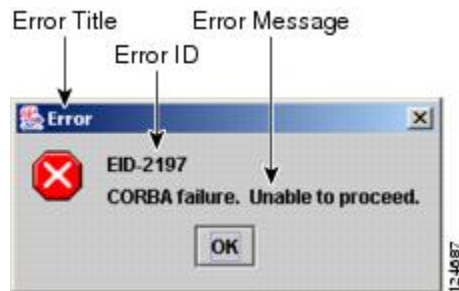 Error Title
Error Message
Error ID
Error
EID-2197
CORBA failure. Unable to proceed.
OK
124687